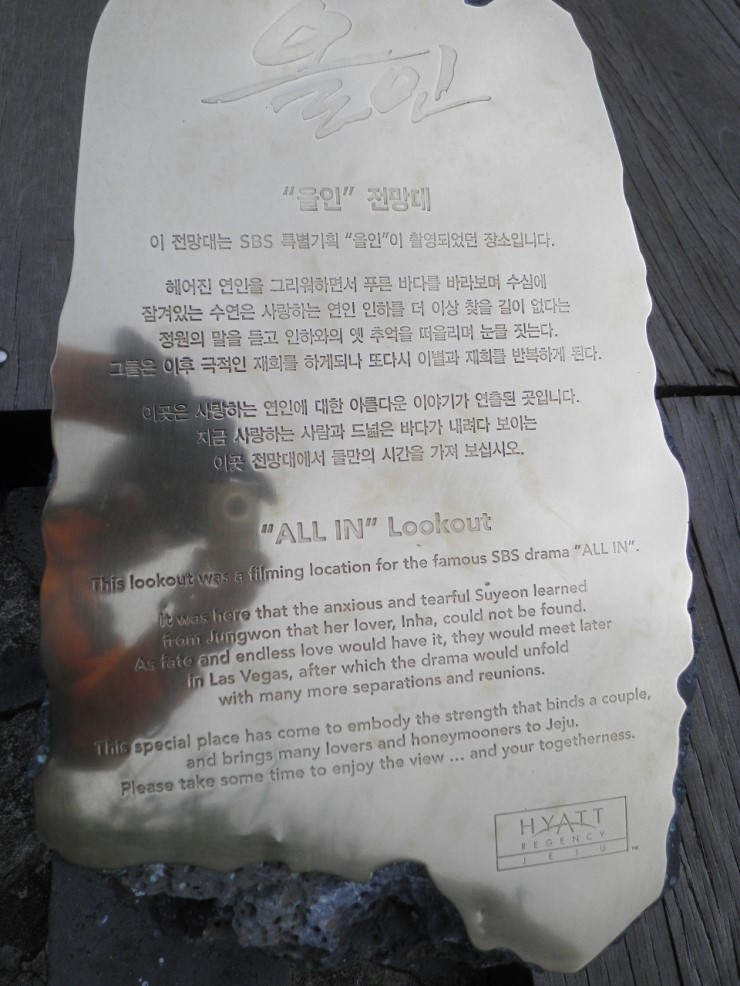 올인
“올인” 전망대
이 전망대는 SBS 특별기획 “올인”이 촬영되었던 장소입니다.
헤어진 연인을 그리워하면서 푸른 바다를 바라보며 수심에
잠겨있는 수연은 사랑하는 연인 인하를 더 이상 찾을 길이 없다는
정원의 말을 듣고 인하와의 옛 추억을 떠올리며 눈물 짓는다.
그들은 이후 극적인 재회를 하게되나 또다시 이별과 재회를 반복하게 된다.
이곳은 사랑하는 연인에 대한 아름다운 이야기가 연출된 곳입니다.
지금 사랑하는 사람과 드넓은 바다가 내려다 보이는
이곳 전망대에서 둘만의 시간을 가져 보십시오.
“ALL IN” Lookout
This lookout was a filming location for the famous SBS drama “ALL IN”.
It was here that the anxious and tearful Suyeon learned
from Jungwon that her lover, Inha, could not be found.
As fate and endless love would have it, they would meet later
in Las Vegas, after which the drama would unfold
with many more separations and reunions.
This special place has come to embody the strength that binds a couple,
and brings many lovers and honeymooners to Jeju.
Please take some time to enjoy the view ... and your togetherness.
HYATT
REGENCY
JEJU™